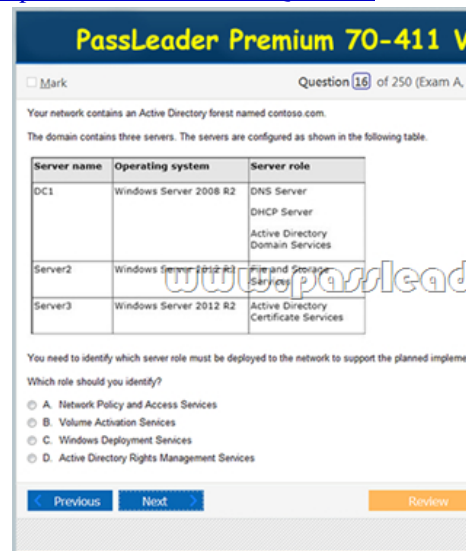 PassLeader Premium 70-411 V
Mark
Question 16 of 250 (Exam A,
Your network contains an Active Directory forest named contoso.com.
The domain contains three servers. The servers are configured as shown in the following table.
Server name Operating system Server role
DC1 Windows Server 2008 R2 DNS Server
DHCP Server
Active Directory
Domain Services
Server2 Windows Server 2012 R2 File and Storage
Services
www.passlead
Server3 Windows Server 2012 R2 Active Directory
Certificate Services
You need to identify which server role must be deployed to the network to support the planned impleme
Which role should you identify?
A. Network Policy and Access Services
B. Volume Activation Services
C. Windows Deployment Services
D. Active Directory Rights Management Services
Previous Next Review